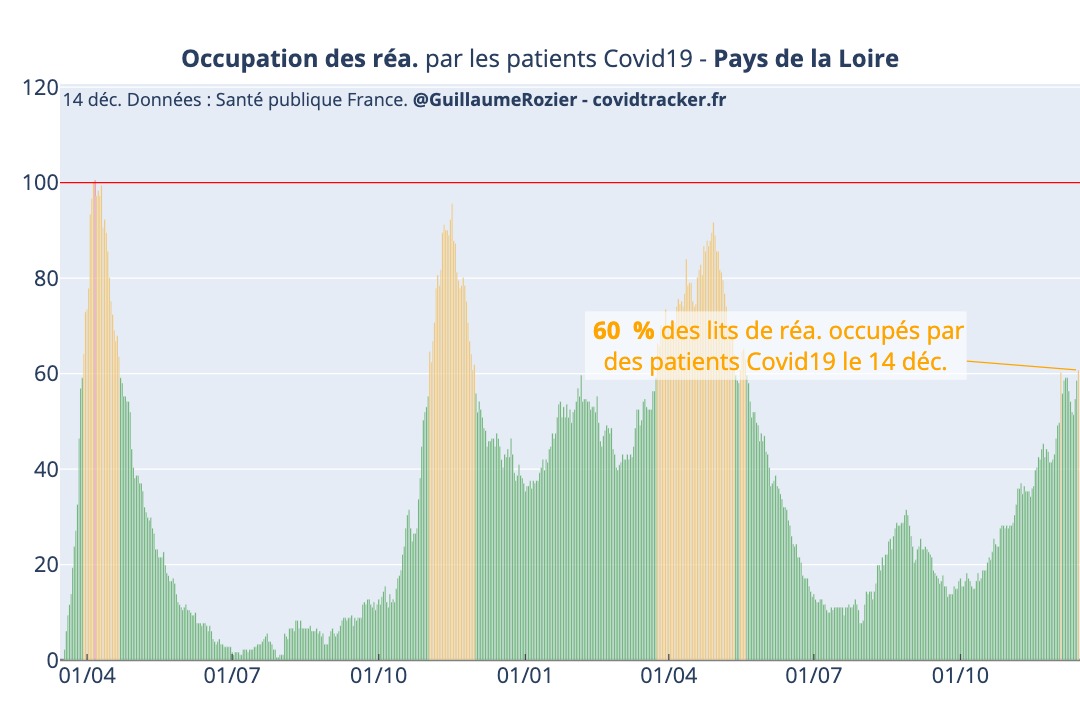 Occupation des réa. par les patients Covid19 - Pays de la Loire
120
14 déc. Données : Santé publique France. @GuillaumeRozier - covidtracker.fr
100
80
60 % des lits de réa. occupés par
des patients Covid19 le 14 déc.
60
40
20
0
01/04 01/07 01/10 01/01 01/04 01/07 01/10